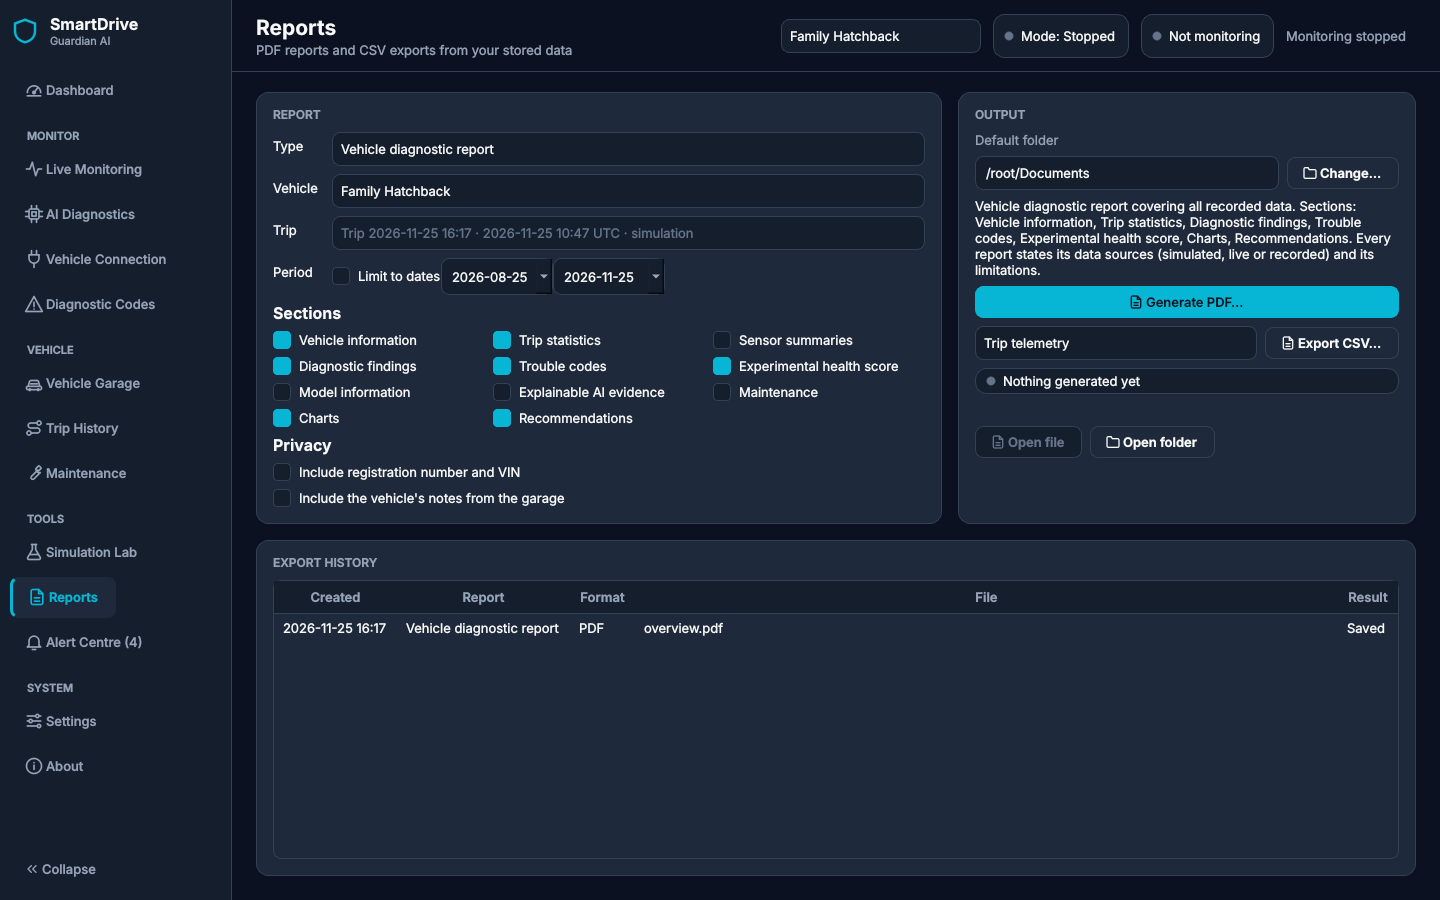 SmartDrive
Guardian AI
Dashboard
MONITOR
Live Monitoring
AI Diagnostics
Vehicle Connection
Diagnostic Codes
VEHICLE
Vehicle Garage
Trip History
Maintenance
TOOLS
Simulation Lab
Reports
Alert Centre (4)
SYSTEM
Settings
About
Collapse
Reports
PDF reports and CSV exports from your stored data
Family Hatchback
Mode: Stopped
Not monitoring
Monitoring stopped
REPORT
Type
Vehicle diagnostic report
Vehicle
Family Hatchback
Trip
Trip 2026-11-25 16:17 · 2026-11-25 10:47 UTC · simulation
Period
Limit to dates
2026-08-25
2026-11-25
Sections
Vehicle information
Trip statistics
Sensor summaries
Diagnostic findings
Trouble codes
Experimental health score
Model information
Explainable AI evidence
Maintenance
Charts
Recommendations
Privacy
Include registration number and VIN
Include the vehicle's notes from the garage
OUTPUT
Default folder
/root/Documents
Change...
Vehicle diagnostic report covering all recorded data. Sections:
Vehicle information, Trip statistics, Diagnostic findings, Trouble
codes, Experimental health score, Charts, Recommendations. Every
report states its data sources (simulated, live or recorded) and its
limitations.
Generate PDF...
Trip telemetry
Export CSV...
Nothing generated yet
Open file
Open folder
EXPORT HISTORY
Created Report Format File Result
2026-11-25 16:17 Vehicle diagnostic report PDF overview.pdf Saved